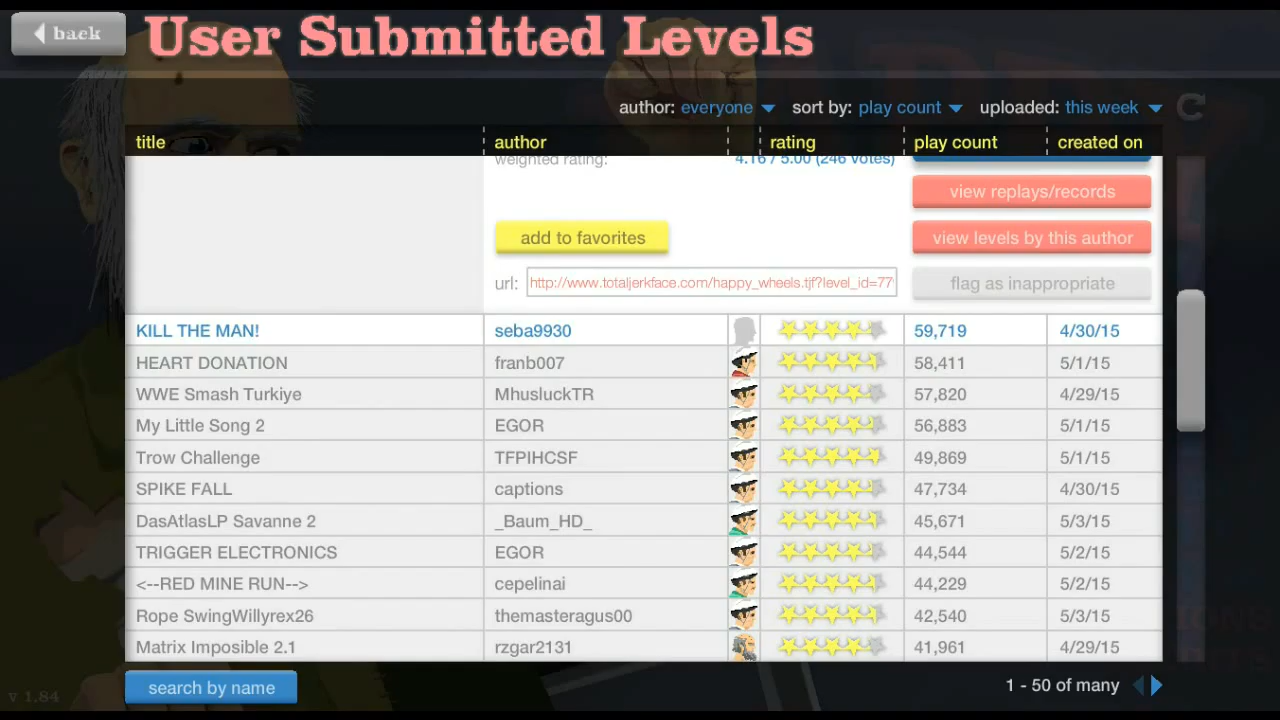 back
User Submitted Levels
author: everyone sort by: play count uploaded: this week
title author rating play count created on
weighted rating: 4.16 / 5.00 (246 votes)
view replays/records
add to favorites view levels by this author
url: http://www.totaljerkface.com/happy_wheels.tjf?level_id=77 flag as inappropriate
KILL THE MAN! seba9930 59,719 4/30/15
HEART DONATION franb007 58,411 5/1/15
WWE Smash Turkiye MhusluckTR 57,820 4/29/15
My Little Song 2 EGOR 56,883 5/1/15
Trow Challenge TFPIHCSF 49,869 5/1/15
SPIKE FALL captions 47,734 4/30/15
DasAtlasLP Savanne 2 _Baum_HD_ 45,671 5/3/15
TRIGGER ELECTRONICS EGOR 44,544 5/2/15
<--RED MINE RUN--> cepelinai 44,229 5/2/15
Rope SwingWillyrex26 themasteragus00 42,540 5/3/15
Matrix Imposible 2.1 rzgar2131 41,961 4/29/15
v 1.84 search by name 1 - 50 of many